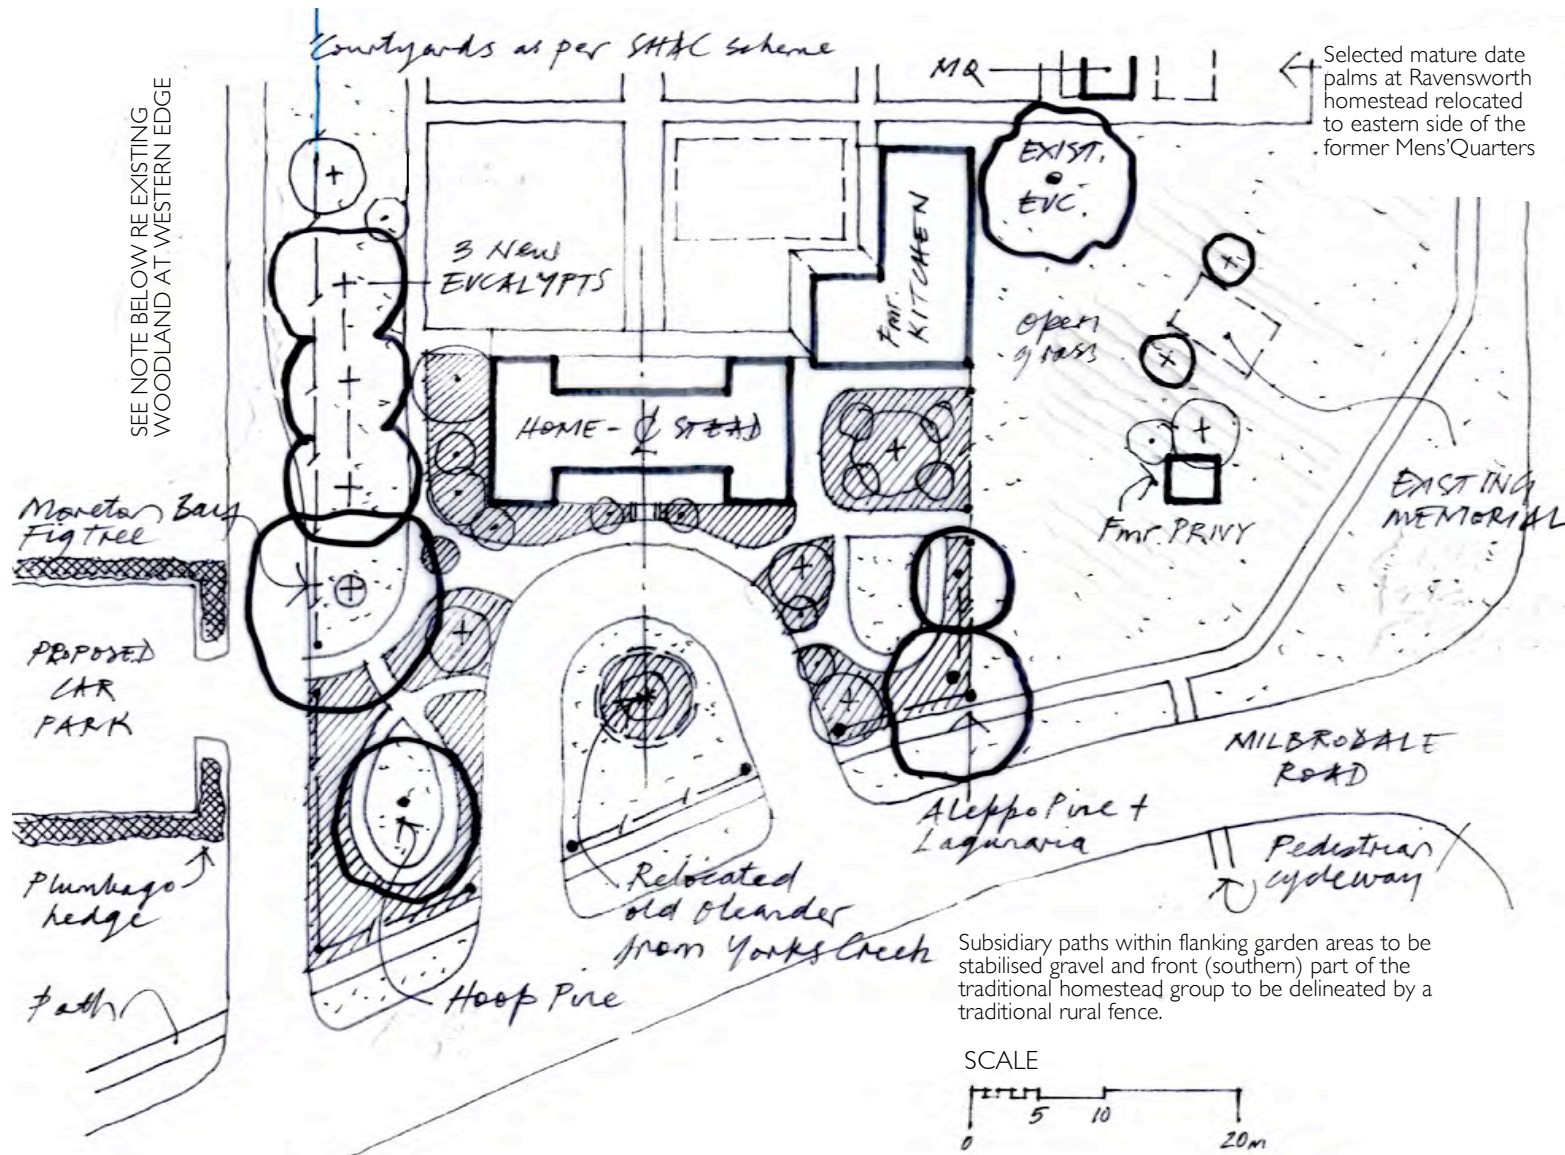 Courtyards as per SHAC scheme
MQ
Selected mature date
palms at Ravensworth
homestead relocated
to eastern side of the
former Mens'Quarters
SEE NOTE BELOW RE EXISTING
WOODLAND AT WESTERN EDGE
EXIST.
EUC.
3 New
EUCALYPTS
Fmr.
KITCHEN
open
grass
HOME-STEAD
Moreton Bay
Fig Tree
Fmr. PRIVY
EXISTING
MEMORIAL
PROPOSED
CAR
PARK
MILBRODALE
ROAD
Aleppo Pine +
Lagunaria
Pedestrian/
cycleway
Plumbago
hedge
Relocated
old Oleander
from Yorks Creek
Hoop Pine
Path
Subsidiary paths within flanking garden areas to be
stabilised gravel and front (southern) part of the
traditional homestead group to be delineated by a
traditional rural fence.
SCALE
0 5 10 20m